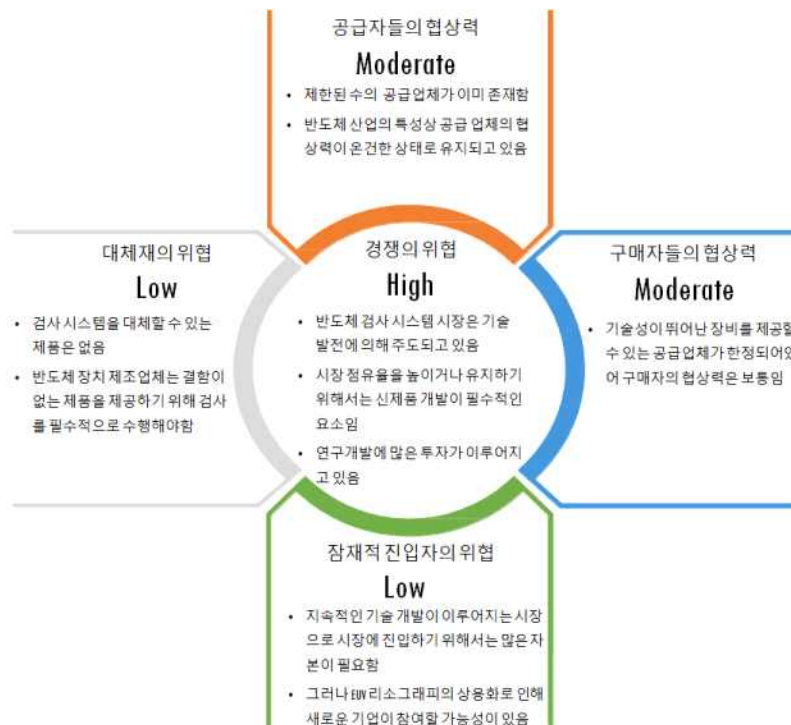 공급자들의 협상력
Moderate
• 제한된 수의 공급 업체가 이미 존재함
• 반도체 산업의 특성상 공급 업체의 협
상력이 온건한 상태로 유지되고 있음
대체재의 위협
Low
• 검사 시스템을 대체할 수 있는
제품은 없음
• 반도체 장치 제조업체는 결함이
없는 제품을 제공하기 위해 검사
를 필수적으로 수행해야함
경쟁의 위협
High
• 반도체 검사 시스템 시장은 기술
발전에 의해 주도되고 있음
• 시장 점유율을 높이거나 유지하기
위해서는 신제품 개발이 필수적인
요소임
• 연구개발에 많은 투자가 이루어지
고 있음
구매자들의 협상력
Moderate
• 기술성이 뛰어난 장비를 제공할
수 있는 공급업체가 한정되어있
어 구매자의 협상력은 보통임
잠재적 진입자의 위협
Low
• 지속적인 기술 개발이 이루어지는 시장
으로 시장에 진입하기 위해서는 많은 자
본이 필요함
• 그러나 EUV 리소그래피의 상용화로 인해
새로운 기업이 참여할 가능성이 있음